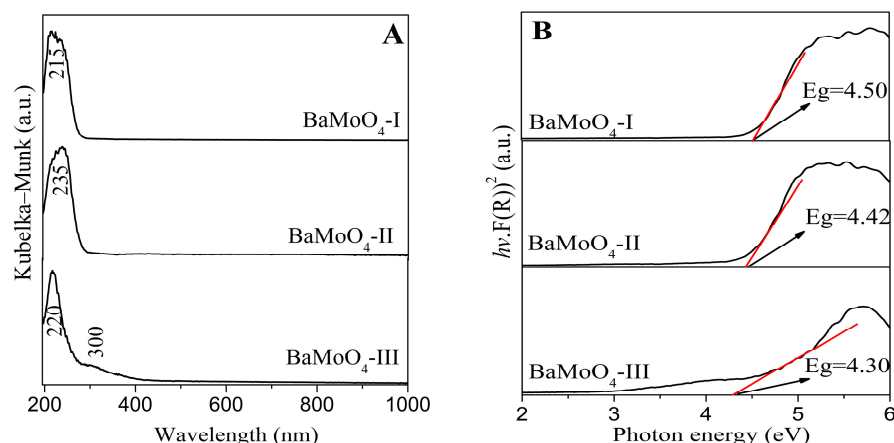 A
215
BaMoO₄-I
235
BaMoO₄-II
220
300
BaMoO₄-III
Kubelka–Munk (a.u.)
200 400 600 800 1000
Wavelength (nm)
B
Eg=4.50
BaMoO₄-I
Eg=4.42
BaMoO₄-II
Eg=4.30
BaMoO₄-III
hv.F(R))² (a.u.)
2 3 4 5 6
Photon energy (eV)